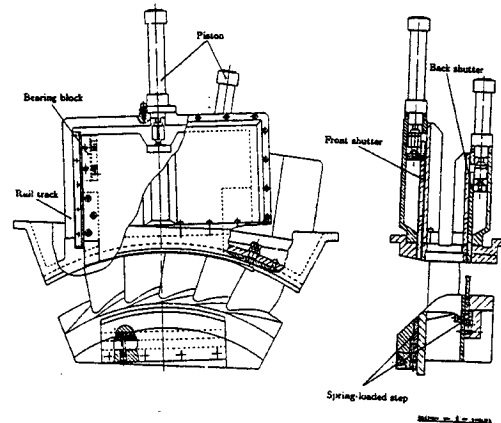 Piston
Back shutter
Bearing block
Front shutter
Rail track
Spring-loaded step